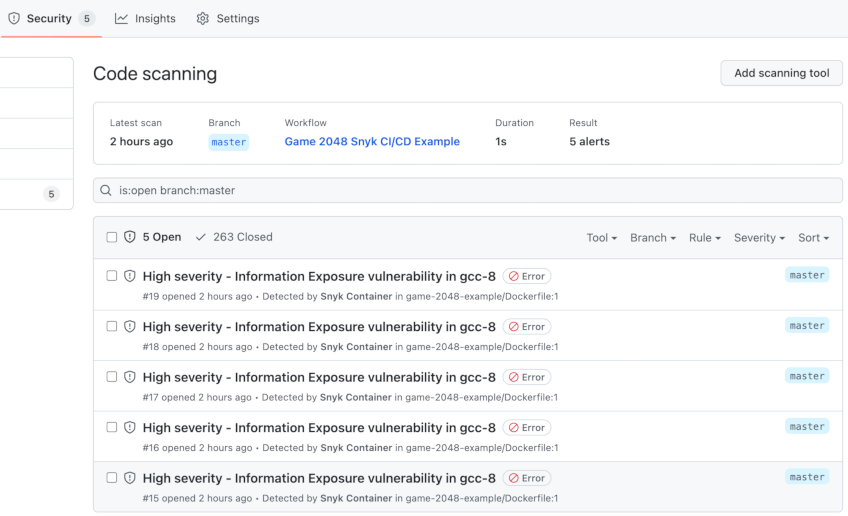 Security 5 Insights Settings
Code scanning
Add scanning tool
Latest scan Branch Workflow Duration Result
2 hours ago master Game 2048 Snyk CI/CD Example 1s 5 alerts
5
is:open branch:master
5 Open 263 Closed Tool Branch Rule Severity Sort
High severity - Information Exposure vulnerability in gcc-8 Error master
#19 opened 2 hours ago • Detected by Snyk Container in game-2048-example/Dockerfile:1
High severity - Information Exposure vulnerability in gcc-8 Error master
#18 opened 2 hours ago • Detected by Snyk Container in game-2048-example/Dockerfile:1
High severity - Information Exposure vulnerability in gcc-8 Error master
#17 opened 2 hours ago • Detected by Snyk Container in game-2048-example/Dockerfile:1
High severity - Information Exposure vulnerability in gcc-8 Error master
#16 opened 2 hours ago • Detected by Snyk Container in game-2048-example/Dockerfile:1
High severity - Information Exposure vulnerability in gcc-8 Error master
#15 opened 2 hours ago • Detected by Snyk Container in game-2048-example/Dockerfile:1